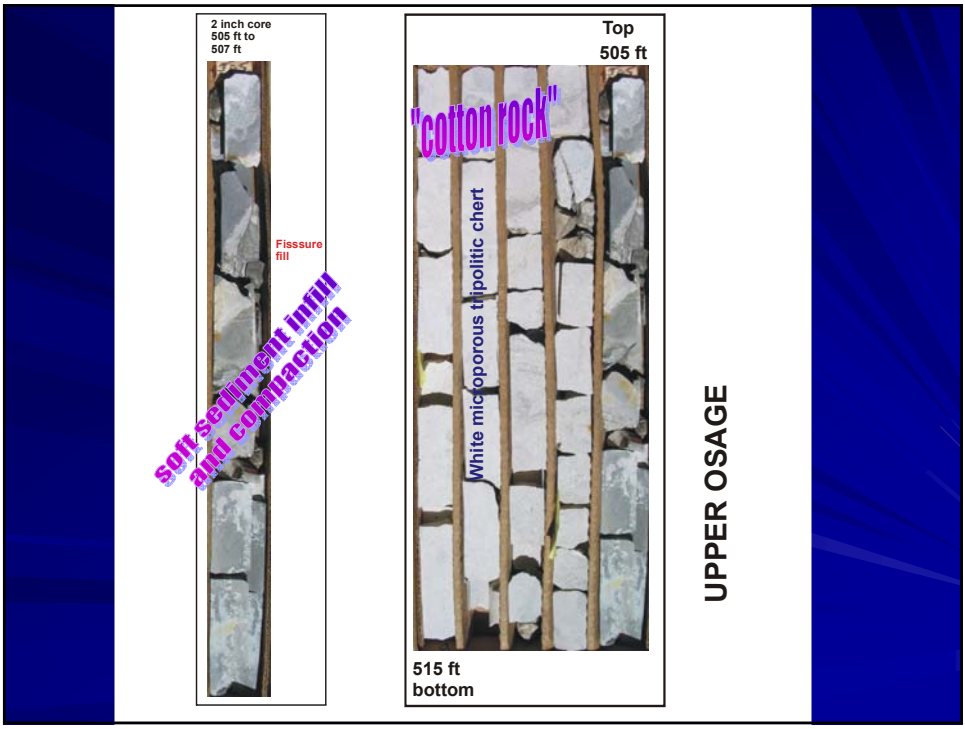 2 inch core
505 ft to
507 ft
Fisssure
fill
soft sediment infill
and compaction
Top
505 ft
"cotton rock"
White microporous tripolitic chert
515 ft
bottom
UPPER OSAGE